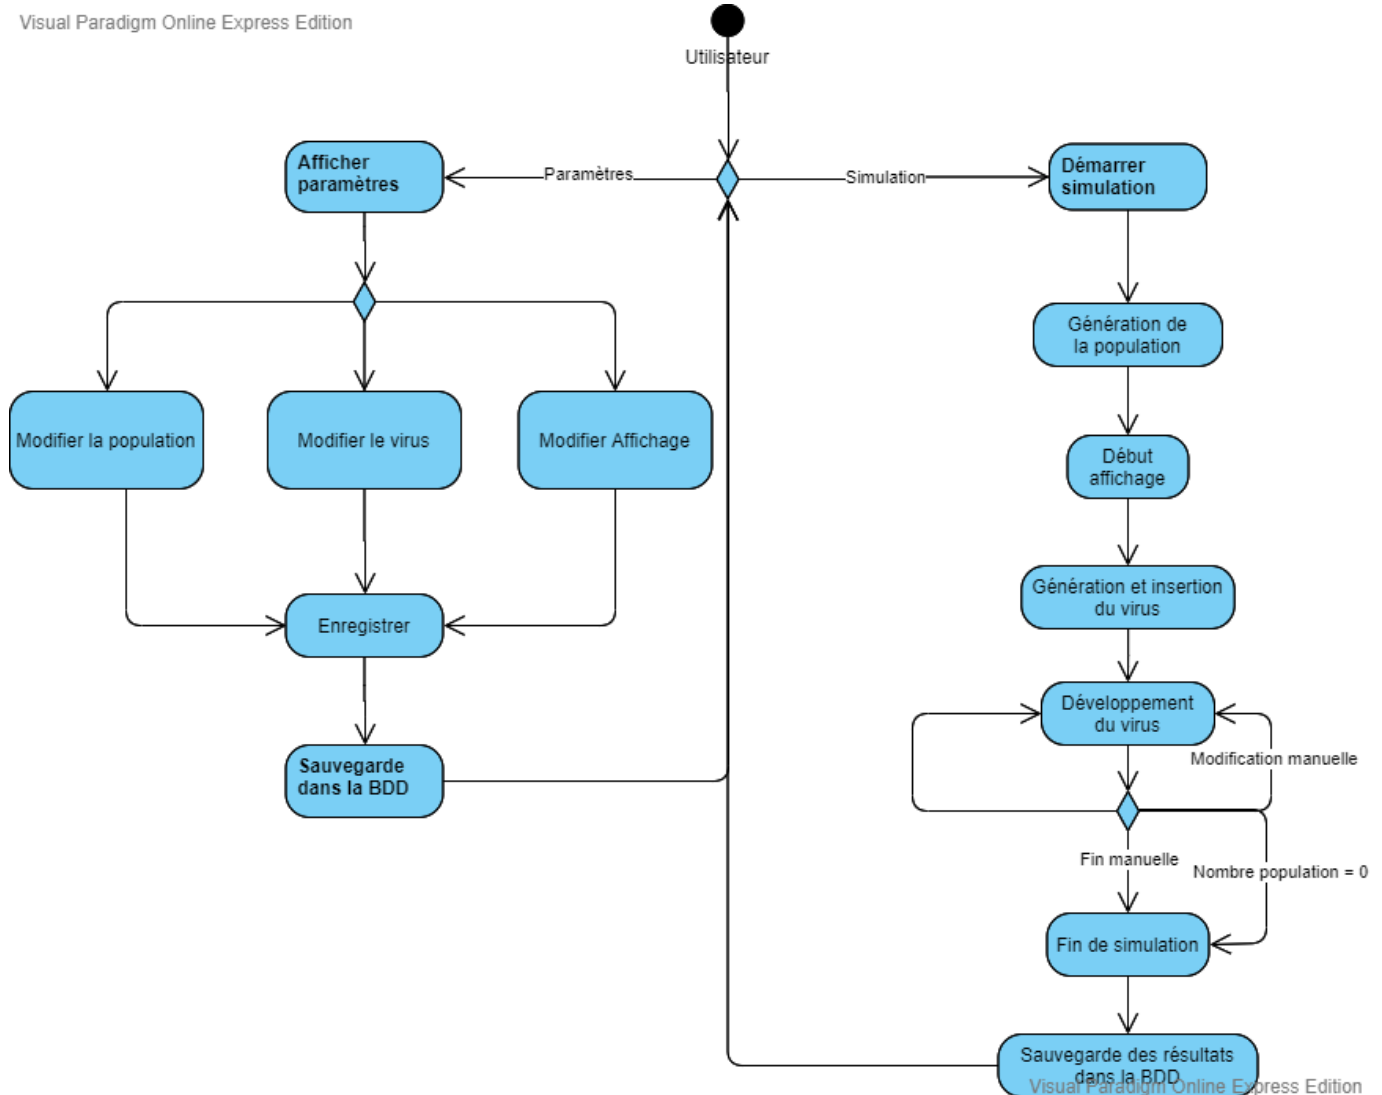 Visual Paradigm Online Express Edition
Utilisateur
Afficher
paramètres
Paramètres
Simulation
Démarrer
simulation
Génération de
la population
Modifier la population
Modifier le virus
Modifier Affichage
Début
affichage
Génération et insertion
du virus
Enregistrer
Développement
du virus
Modification manuelle
Sauvegarde
dans la BDD
Fin manuelle
Nombre population = 0
Fin de simulation
Sauvegarde des résultats
dans la BDD
Visual Paradigm Online Express Edition